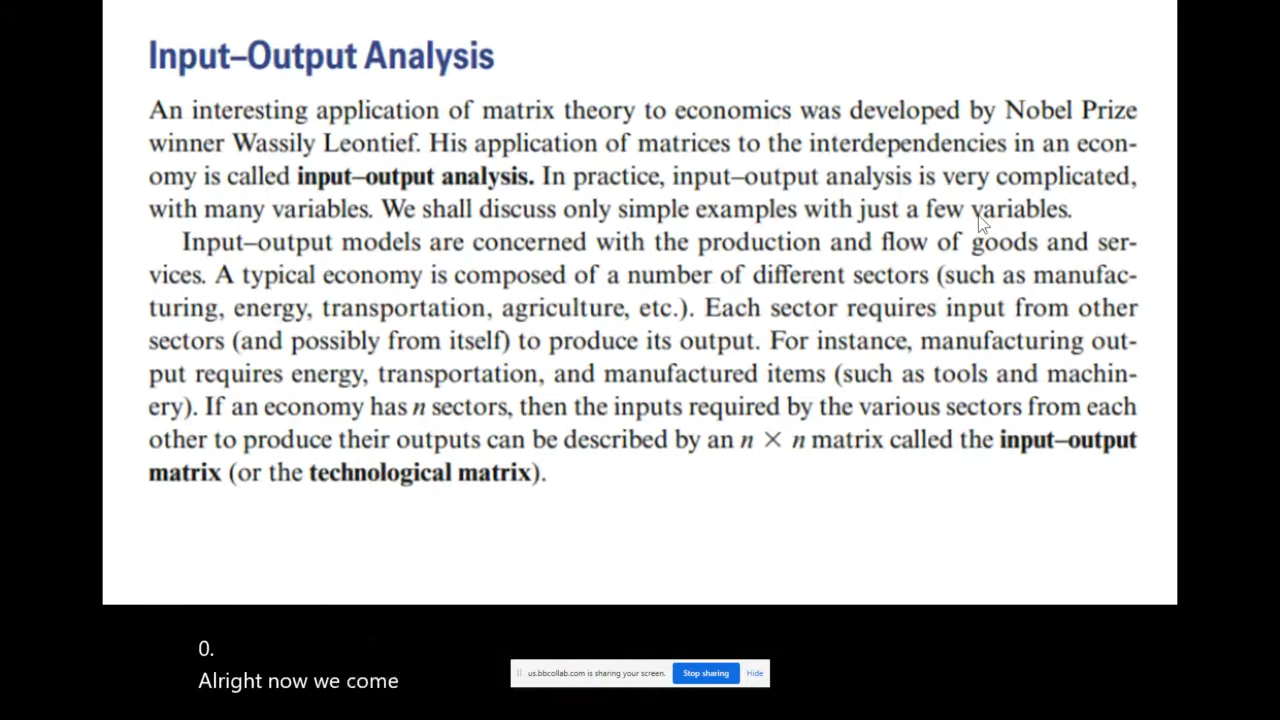 Input–Output Analysis
An interesting application of matrix theory to economics was developed by Nobel Prize
winner Wassily Leontief. His application of matrices to the interdependencies in an econ-
omy is called input–output analysis. In practice, input–output analysis is very complicated,
with many variables. We shall discuss only simple examples with just a few variables.
Input–output models are concerned with the production and flow of goods and ser-
vices. A typical economy is composed of a number of different sectors (such as manufac-
turing, energy, transportation, agriculture, etc.). Each sector requires input from other
sectors (and possibly from itself) to produce its output. For instance, manufacturing out-
put requires energy, transportation, and manufactured items (such as tools and machin-
ery). If an economy has n sectors, then the inputs required by the various sectors from each
other to produce their outputs can be described by an n × n matrix called the input–output
matrix (or the technological matrix).
0.
Alright now we come
us.bbcollab.com is sharing your screen. Stop sharing Hide